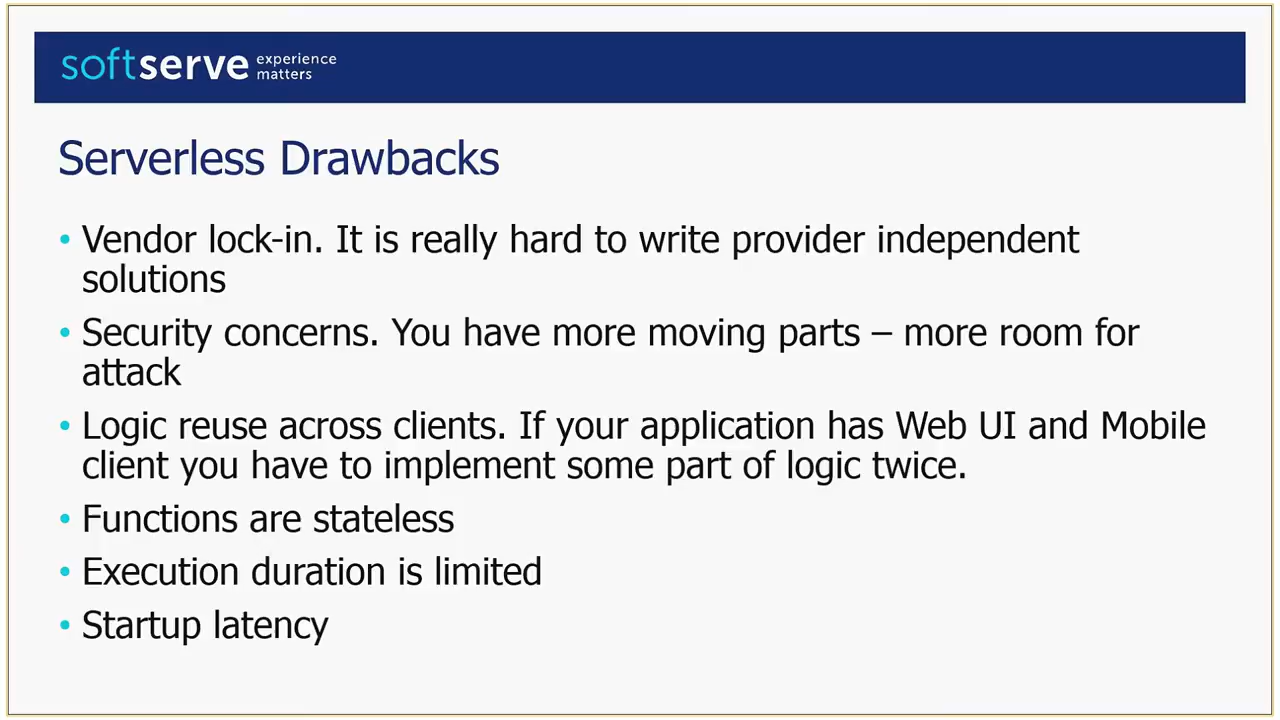 softserve experience
matters
Serverless Drawbacks
• Vendor lock-in. It is really hard to write provider independent
solutions
• Security concerns. You have more moving parts – more room for
attack
• Logic reuse across clients. If your application has Web UI and Mobile
client you have to implement some part of logic twice.
• Functions are stateless
• Execution duration is limited
• Startup latency